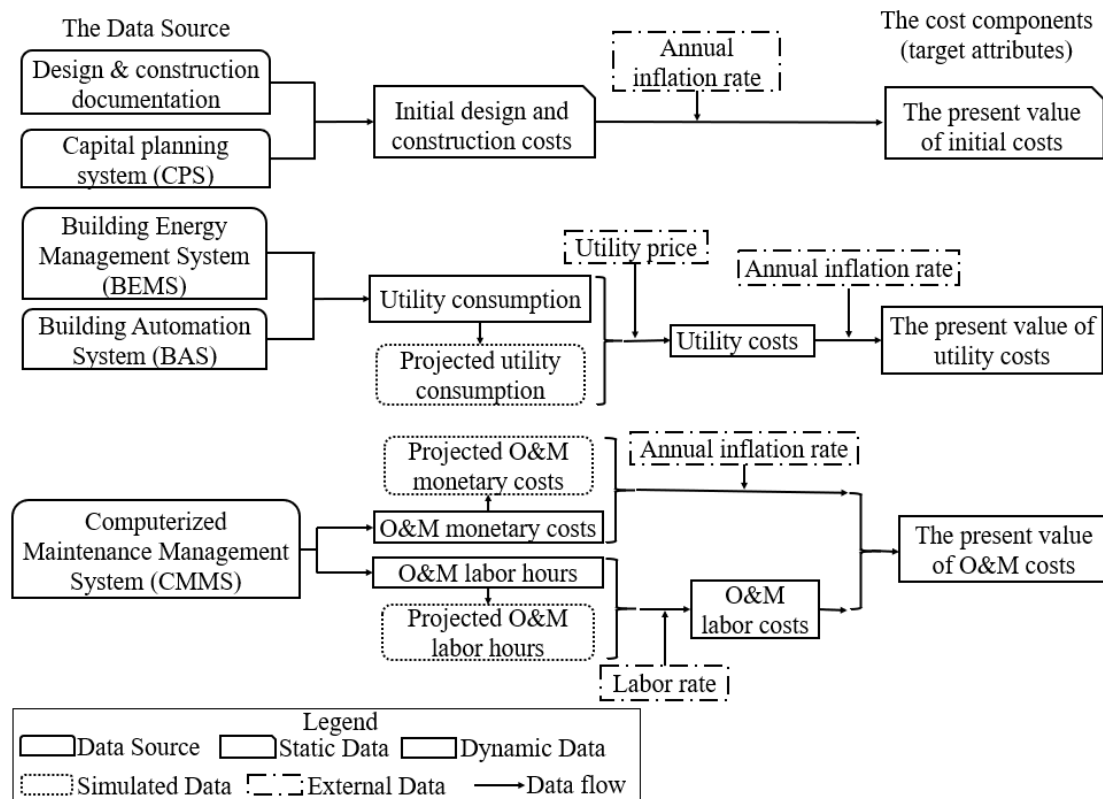 The Data Source
The cost components
(target attributes)
Design & construction
documentation
Capital planning
system (CPS)
Initial design and
construction costs
Annual
inflation rate
The present value
of initial costs
Building Energy
Management System
(BEMS)
Building Automation
System (BAS)
Utility consumption
Projected utility
consumption
Utility price
Utility costs
Annual inflation rate
The present value of
utility costs
Computerized
Maintenance Management
System (CMMS)
Projected O&M
monetary costs
O&M monetary costs
O&M labor hours
Projected O&M
labor hours
Annual inflation rate
Labor rate
O&M
labor costs
The present value
of O&M costs
Legend
Data Source
Static Data
Dynamic Data
Simulated Data
External Data
Data flow